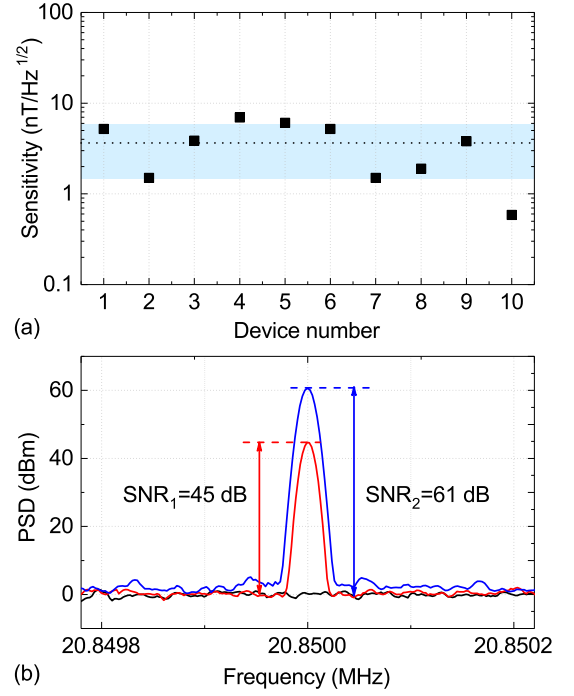 100
10
1
0.1
Sensitivity (nT/Hz^1/2)
1 2 3 4 5 6 7 8 9 10
(a)
Device number
60
40
20
0
PSD (dBm)
SNR₁=45 dB
SNR₂=61 dB
20.8498 20.8500 20.8502
(b)
Frequency (MHz)